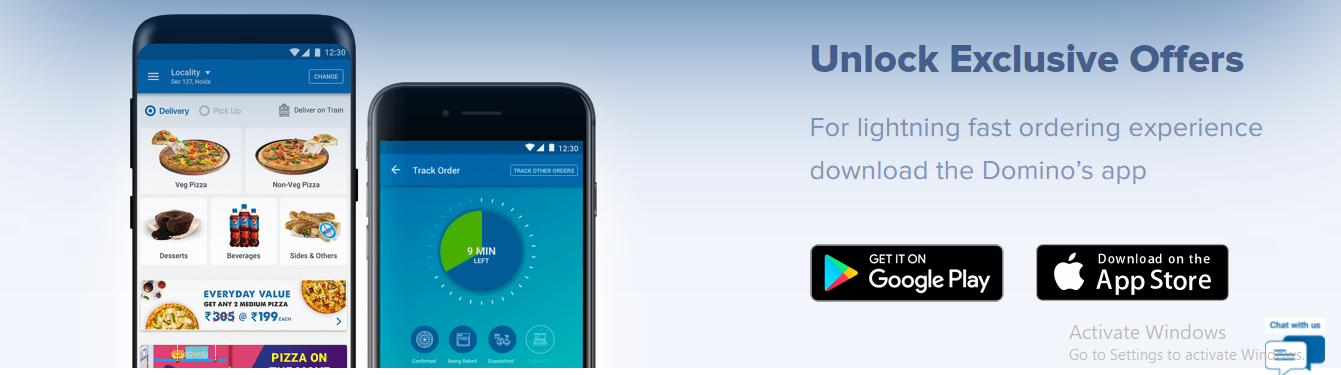 12:30
Locality
Sec 127, Noida
CHANGE
Delivery
Pick Up
Deliver on Train
Veg Pizza
Non-Veg Pizza
Desserts
Beverages
Sides & Others
EVERYDAY VALUE
GET ANY 2 MEDIUM PIZZA
₹305 @ ₹199 EACH
PIZZA ON
12:30
Track Order
TRACK OTHER ORDERS
9 MIN
LEFT
Confirmed
Being Baked
Dispatched
Unlock Exclusive Offers
For lightning fast ordering experience
download the Domino’s app
GET IT ON
Google Play
Download on the
App Store
Activate Windows
Go to Settings to activate Windows.
Chat with us